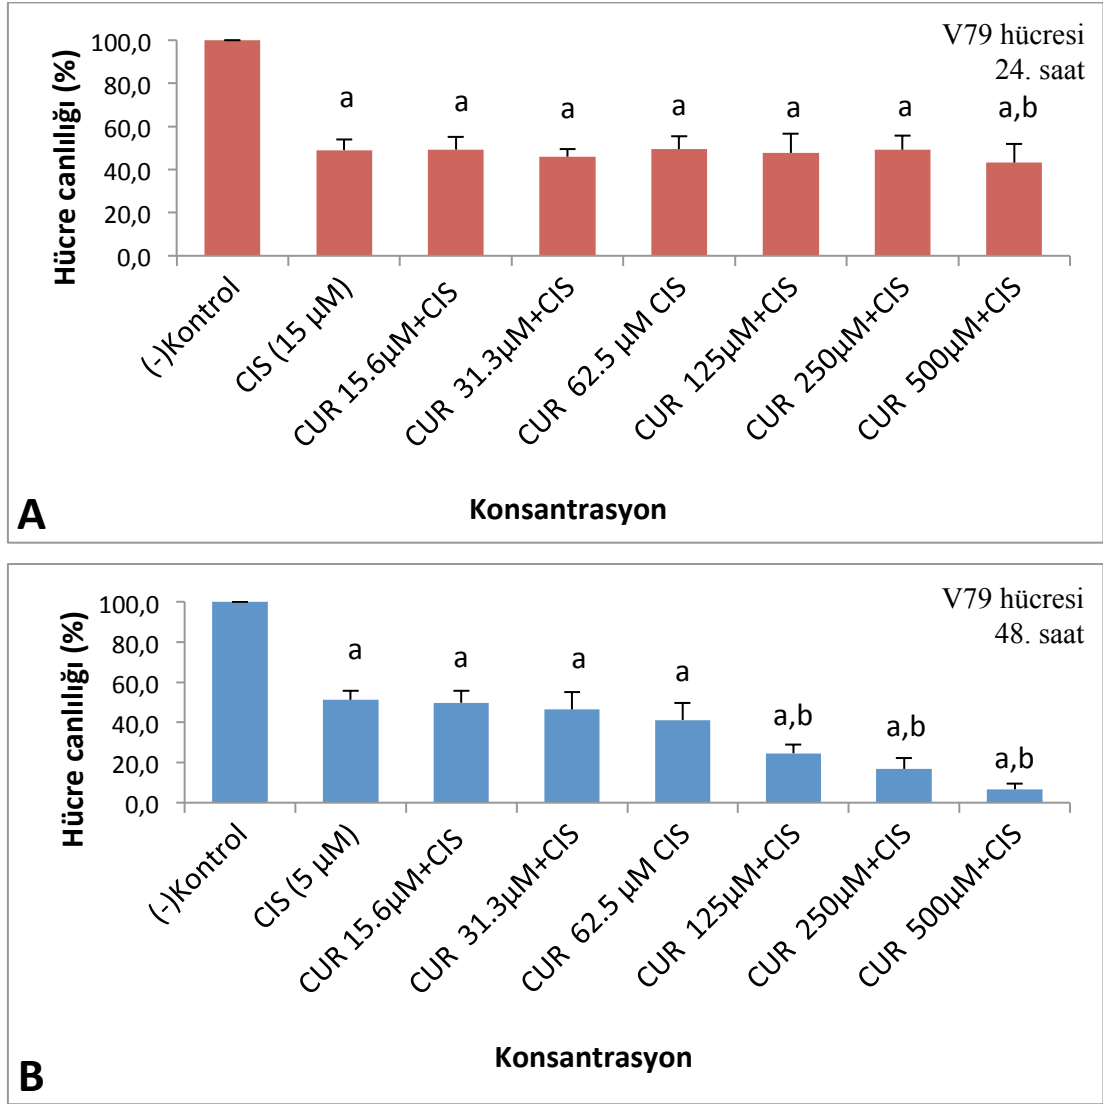 V79 hücresi
24. saat
Hücre canlılığı (%)
100,0
80,0
60,0
40,0
20,0
0,0
a
a
a
a
a
a
a,b
(-)Kontrol
CIS (15 µM)
CUR 15.6µM+CIS
CUR 31.3µM+CIS
CUR 62.5 µM CIS
CUR 125µM+CIS
CUR 250µM+CIS
CUR 500µM+CIS
Konsantrasyon
A
V79 hücresi
48. saat
Hücre canlılığı (%)
100,0
80,0
60,0
40,0
20,0
0,0
a
a
a
a
a,b
a,b
a,b
(-)Kontrol
CIS (5 µM)
CUR 15.6µM+CIS
CUR 31.3µM+CIS
CUR 62.5 µM CIS
CUR 125µM+CIS
CUR 250µM+CIS
CUR 500µM+CIS
Konsantrasyon
B